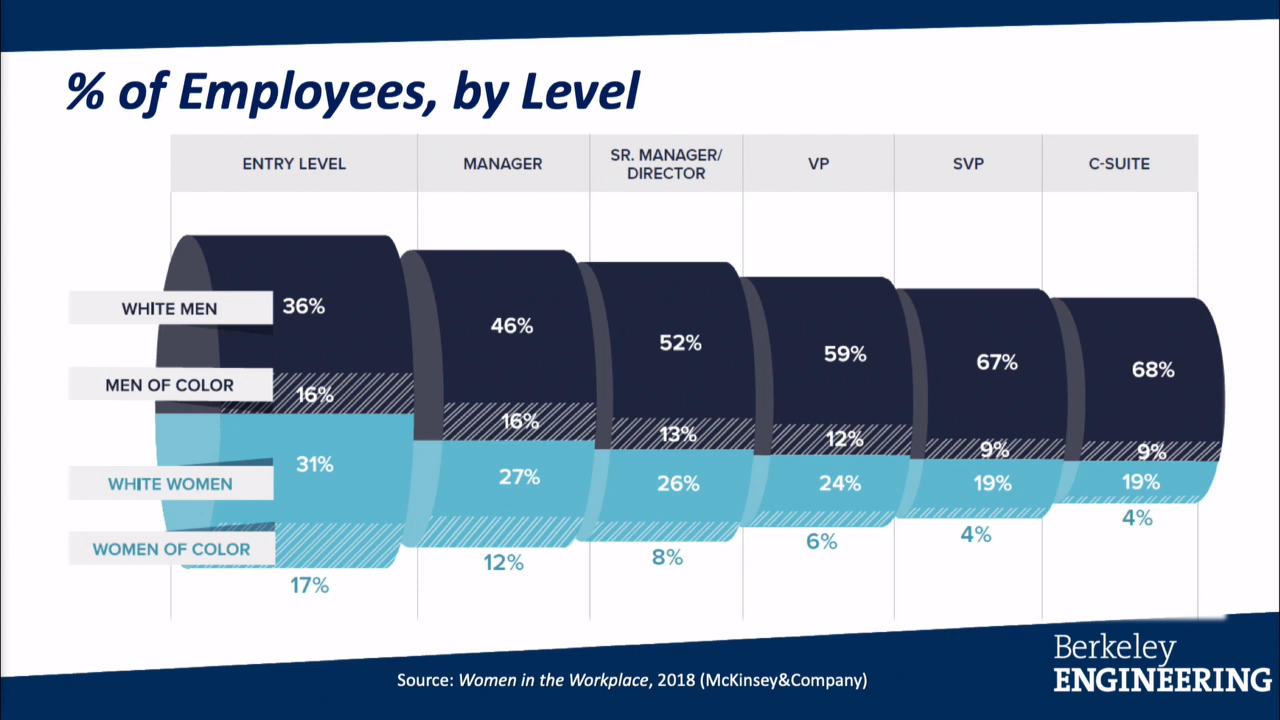 % of Employees, by Level
ENTRY LEVEL
MANAGER
SR. MANAGER/
DIRECTOR
VP
SVP
C-SUITE
WHITE MEN
36%
46%
52%
59%
67%
68%
MEN OF COLOR
16%
16%
13%
12%
9%
9%
WHITE WOMEN
31%
27%
26%
24%
19%
19%
WOMEN OF COLOR
17%
12%
8%
6%
4%
4%
Source: Women in the Workplace, 2018 (McKinsey&Company)
Berkeley
ENGINEERING